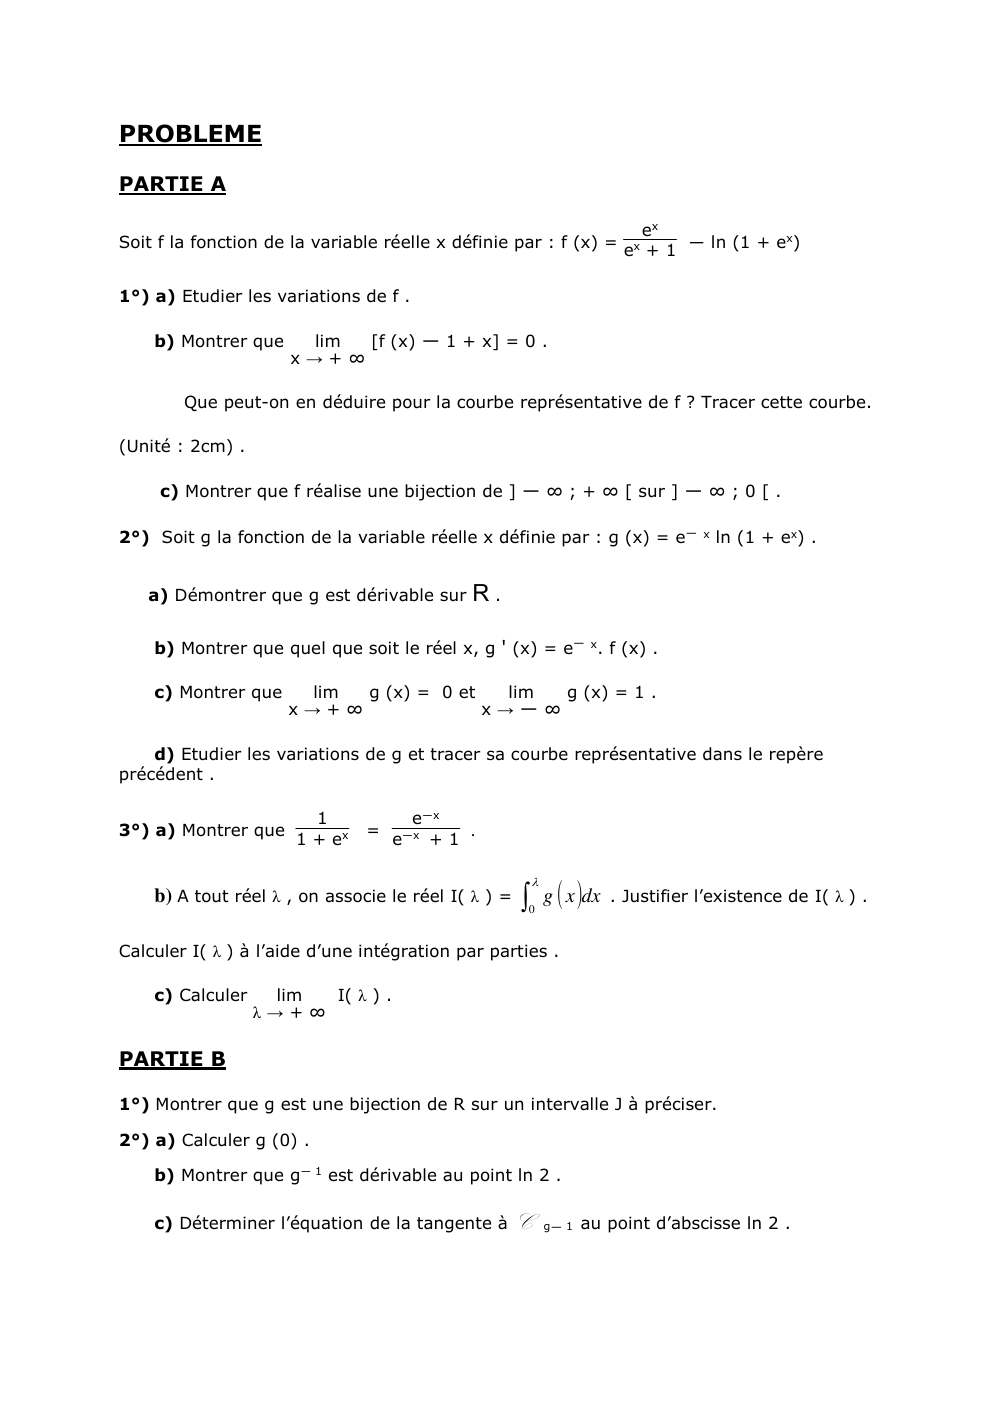 PROBLEME
PARTIE A
Soit f la fonction de la variable réelle x définie par : f (x) = e^x / (e^x + 1) — ln (1 + e^x)
1°) a) Etudier les variations de f .
b) Montrer que lim x → + ∞ [f (x) — 1 + x] = 0 .
Que peut-on en déduire pour la courbe représentative de f ? Tracer cette courbe.
(Unité : 2cm) .
c) Montrer que f réalise une bijection de ] — ∞ ; + ∞ [ sur ] — ∞ ; 0 [ .
2°) Soit g la fonction de la variable réelle x définie par : g (x) = e^(— x) ln (1 + e^x) .
a) Démontrer que g est dérivable sur R .
b) Montrer que quel que soit le réel x, g ' (x) = e^(— x). f (x) .
c) Montrer que lim x → + ∞ g (x) = 0 et lim x → — ∞ g (x) = 1 .
d) Etudier les variations de g et tracer sa courbe représentative dans le repère
précédent .
3°) a) Montrer que 1 / (1 + e^x) = e^(—x) / (e^(—x) + 1) .
b) A tout réel λ , on associe le réel I( λ ) = ∫_0^λ g(x)dx . Justifier l’existence de I( λ ) .
Calculer I( λ ) à l’aide d’une intégration par parties .
c) Calculer lim λ → + ∞ I( λ ) .
PARTIE B
1°) Montrer que g est une bijection de R sur un intervalle J à préciser.
2°) a) Calculer g (0) .
b) Montrer que g^(— 1) est dérivable au point ln 2 .
c) Déterminer l’équation de la tangente à 𝒞 g— 1 au point d’abscisse ln 2 .